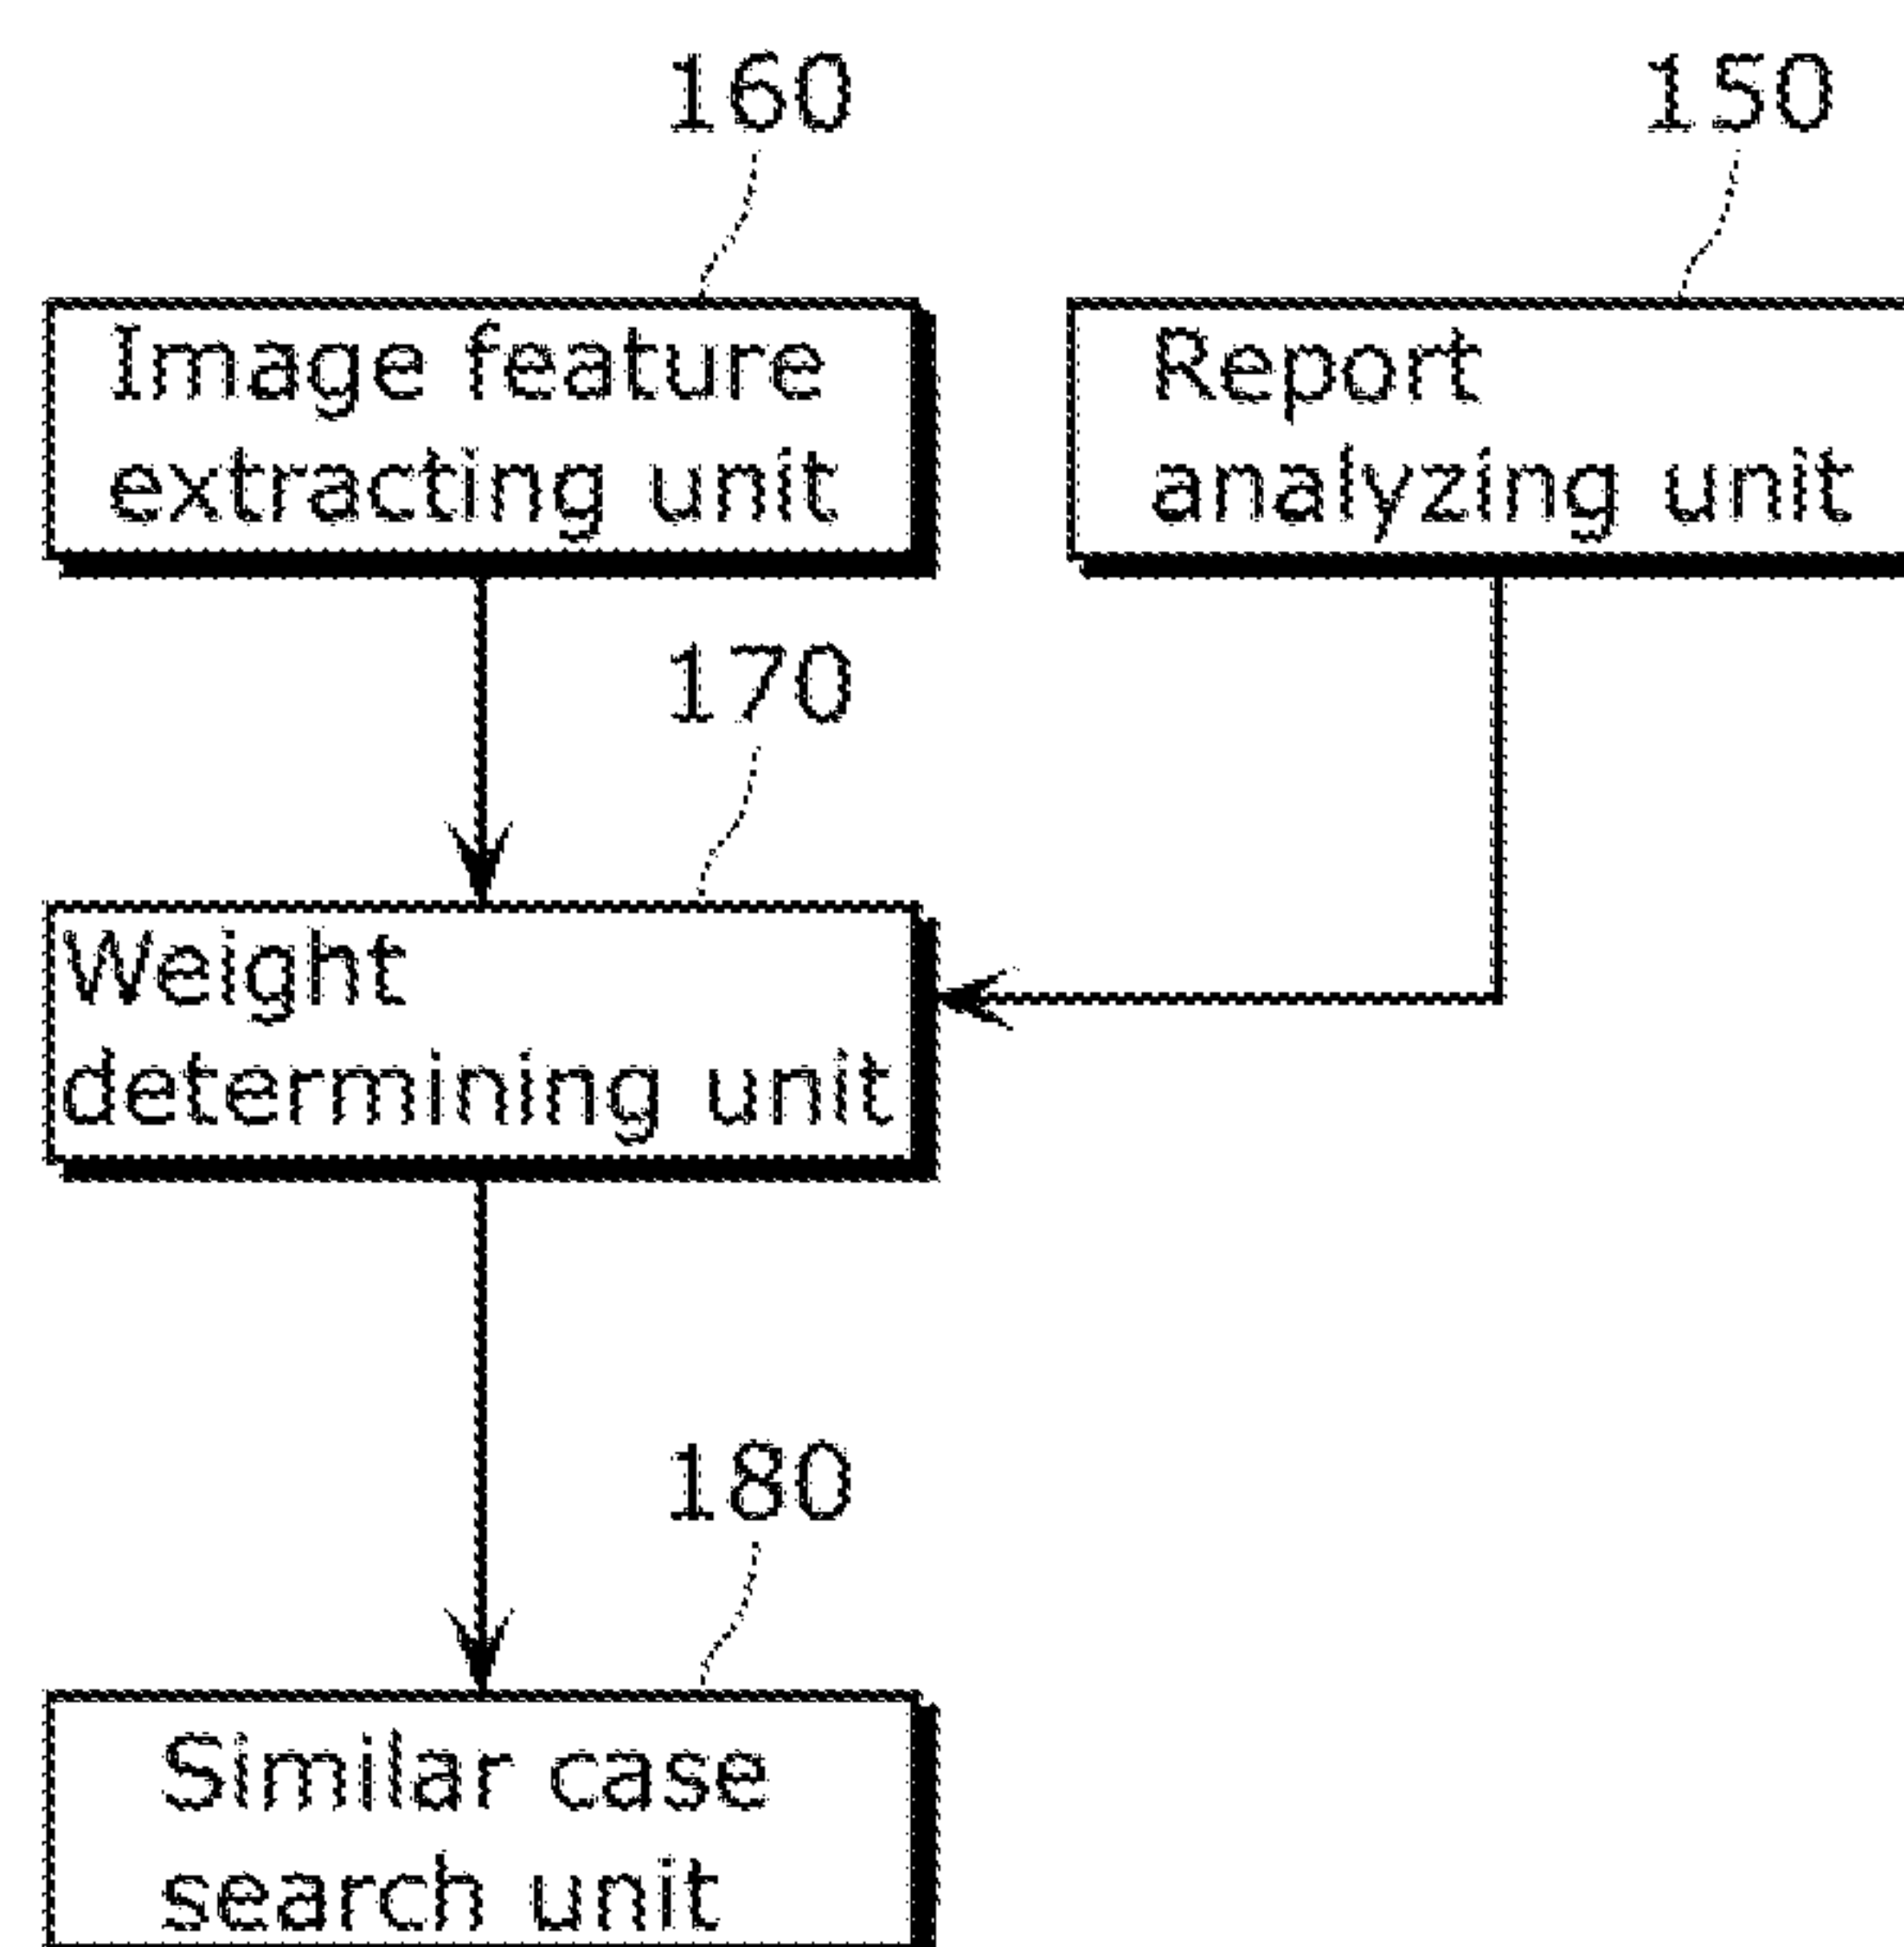 160
150
Image feature
extracting unit
Report
analyzing unit
170
Weight
determining unit
180
Similar case
search unit